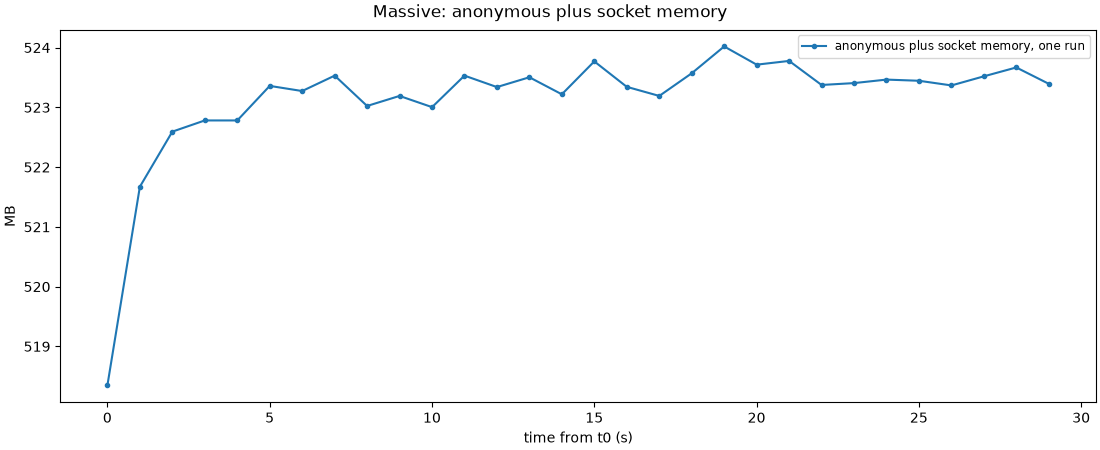 Massive: anonymous plus socket memory
anonymous plus socket memory, one run
524
523
522
521
520
519
MB
0 5 10 15 20 25 30
time from t0 (s)